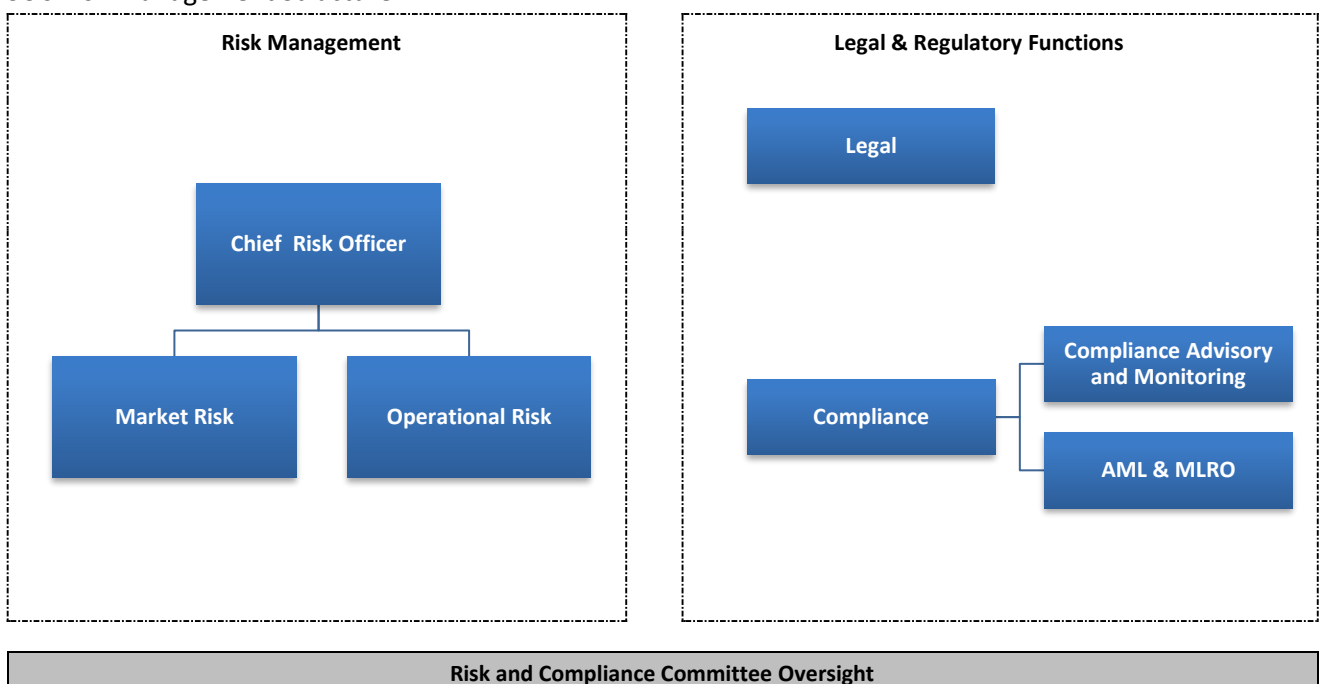 Risk Management
Chief Risk Officer
Market Risk
Operational Risk
Legal & Regulatory Functions
Legal
Compliance
Compliance Advisory
and Monitoring
AML & MLRO
Risk and Compliance Committee Oversight